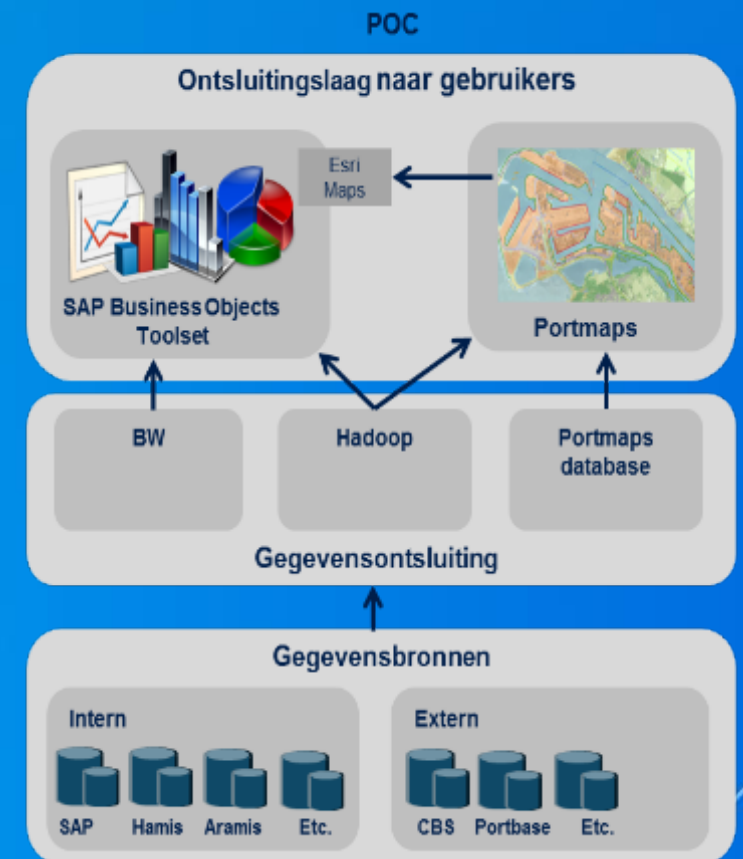 POC
Ontsluitingslaag naar gebruikers
Esri
Maps
SAP Business Objects
Toolset
Portmaps
BW
Hadoop
Portmaps
database
Gegevensontsluiting
Gegevensbronnen
Intern
Extern
SAP
Hamis
Aramis
Etc.
CBS
Portbase
Etc.